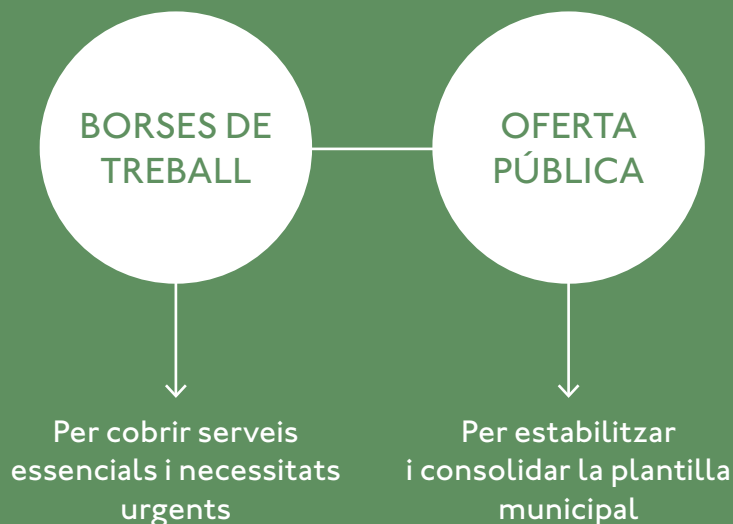 BORSES DE
TREBALL
OFERTA
PÚBLICA
Per cobrir serveis
essencials i necessitats
urgents
Per estabilitzar
i consolidar la plantilla
municipal